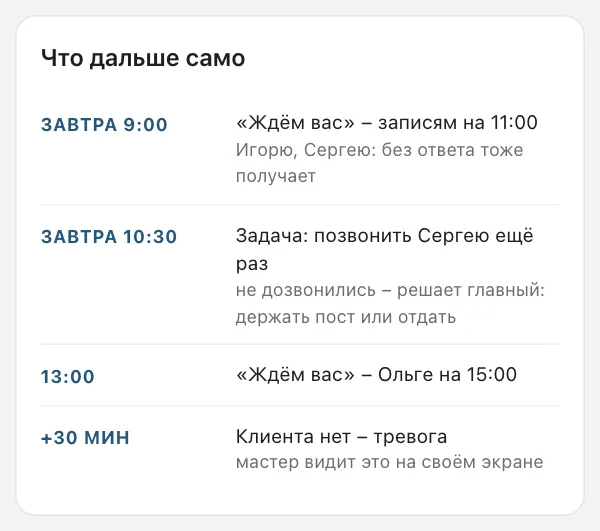 Что дальше само
ЗАВТРА 9:00
«Ждём вас» – записям на 11:00
Игорю, Сергею: без ответа тоже
получает
ЗАВТРА 10:30
Задача: позвонить Сергею ещё
раз
не дозвонились – решает главный:
держать пост или отдать
13:00
«Ждём вас» – Ольге на 15:00
+30 МИН
Клиента нет – тревога
мастер видит это на своём экране